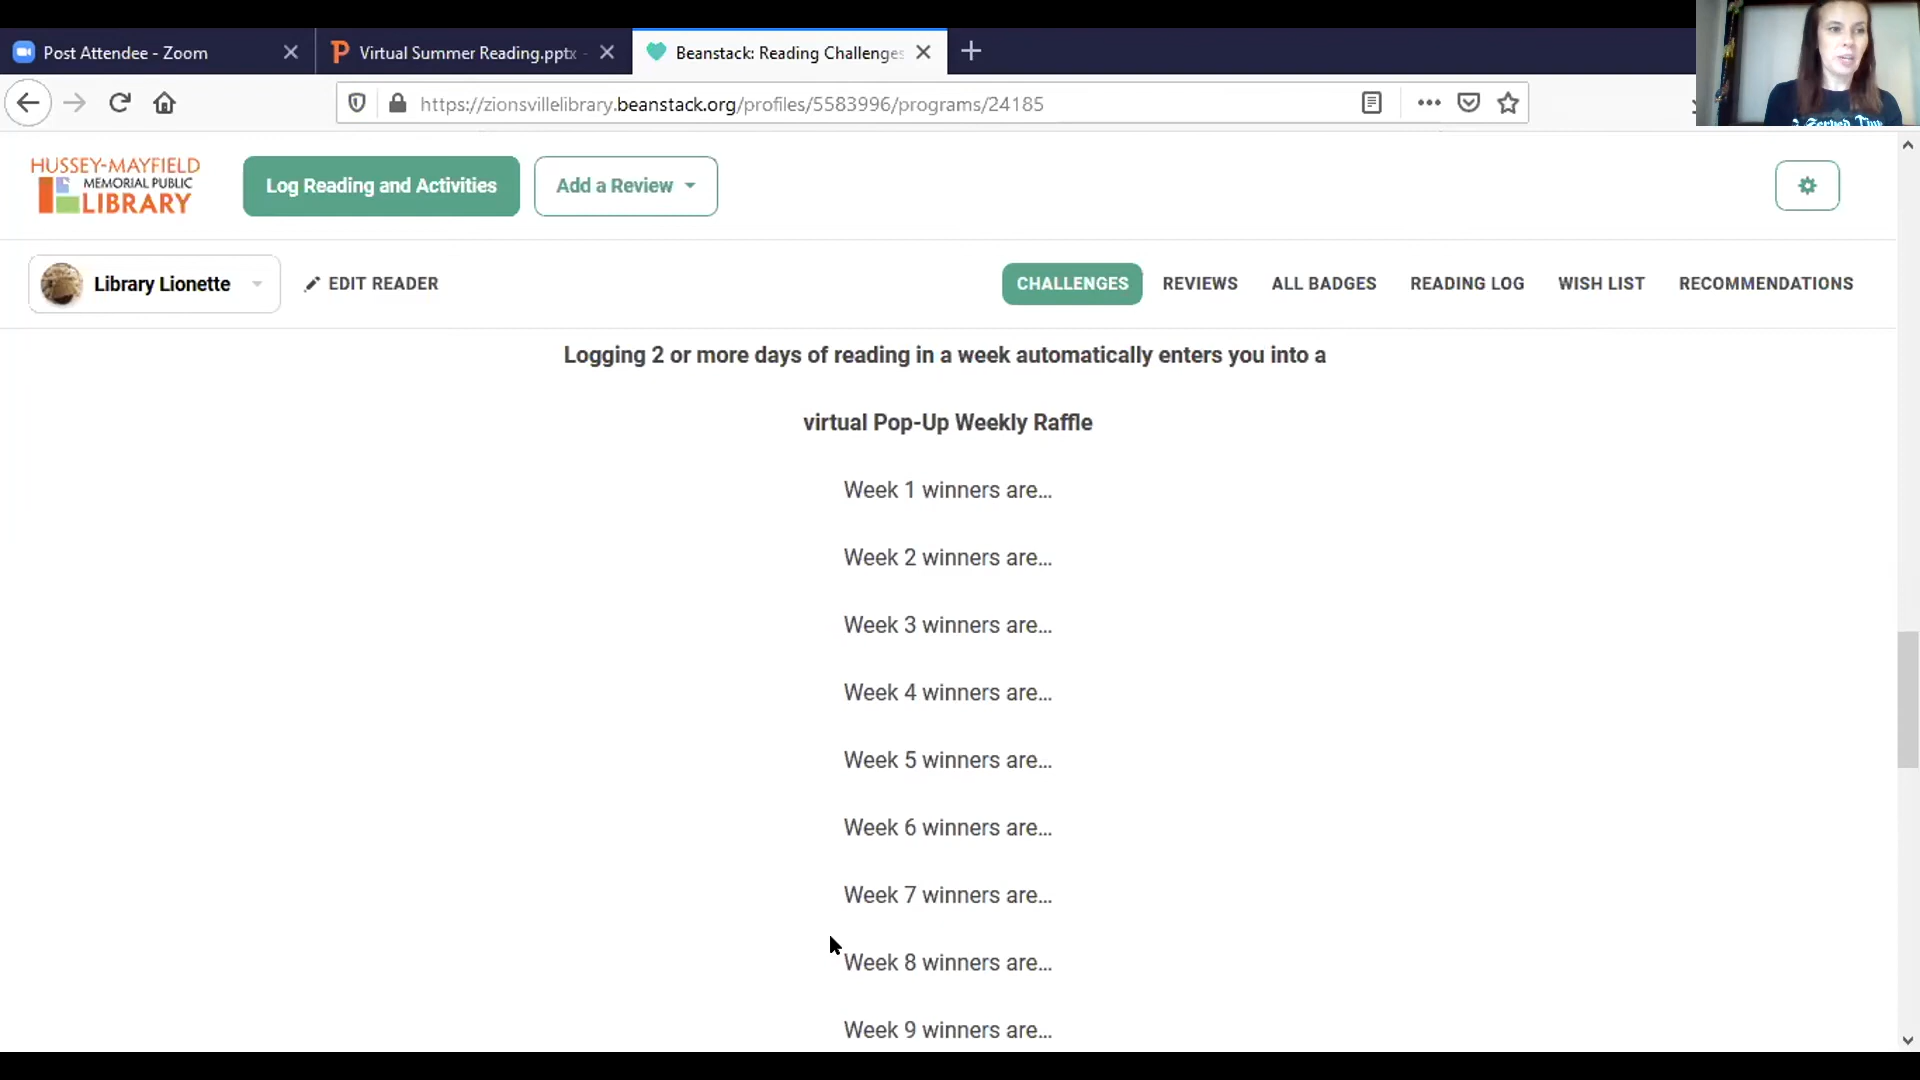 Post Attendee - Zoom
Virtual Summer Reading.pptx -
Beanstack: Reading Challenges
https://zionsvillelibrary.beanstack.org/profiles/5583996/programs/24185
HUSSEY-MAYFIELD
MEMORIAL PUBLIC
LIBRARY
Log Reading and Activities
Add a Review
Library Lionette
EDIT READER
CHALLENGES
REVIEWS
ALL BADGES
READING LOG
WISH LIST
RECOMMENDATIONS
Logging 2 or more days of reading in a week automatically enters you into a
virtual Pop-Up Weekly Raffle
Week 1 winners are...
Week 2 winners are...
Week 3 winners are...
Week 4 winners are...
Week 5 winners are...
Week 6 winners are...
Week 7 winners are...
Week 8 winners are...
Week 9 winners are...